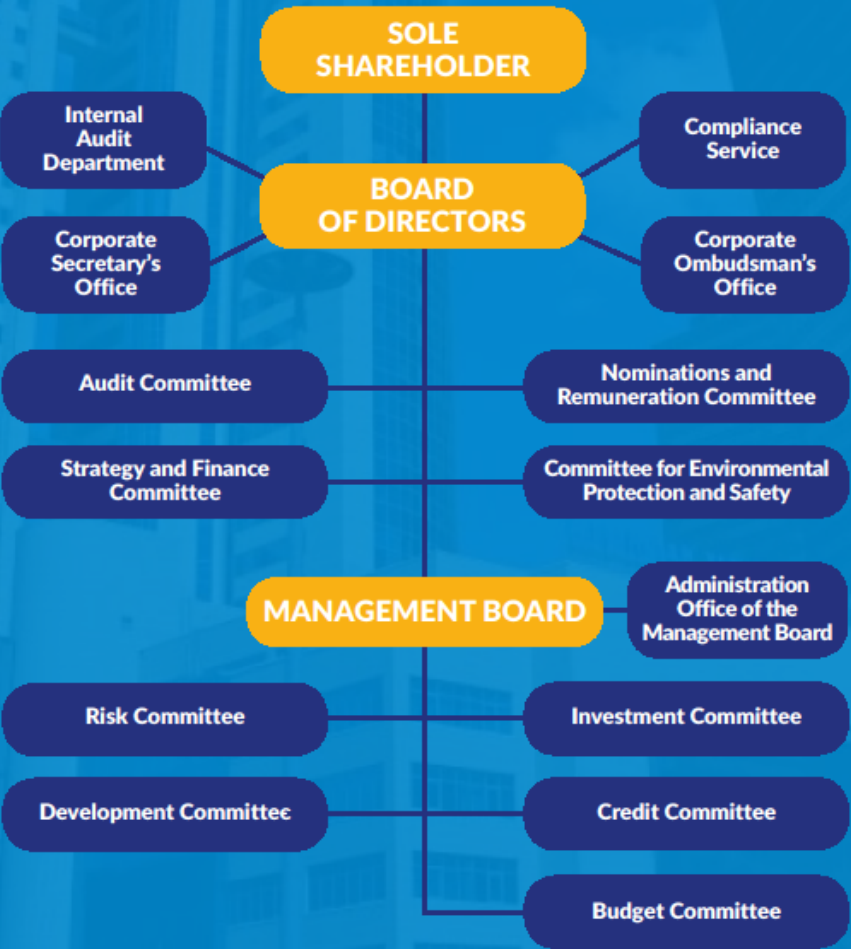 SOLE
SHAREHOLDER
Internal
Audit
Department
Compliance
Service
BOARD
OF DIRECTORS
Corporate
Secretary's
Office
Corporate
Ombudsman's
Office
Audit Committee
Nominations and
Remuneration Committee
Strategy and Finance
Committee
Committee for Environmental
Protection and Safety
MANAGEMENT BOARD
Administration
Office of the
Management Board
Risk Committee
Investment Committee
Development Committee
Credit Committee
Budget Committee